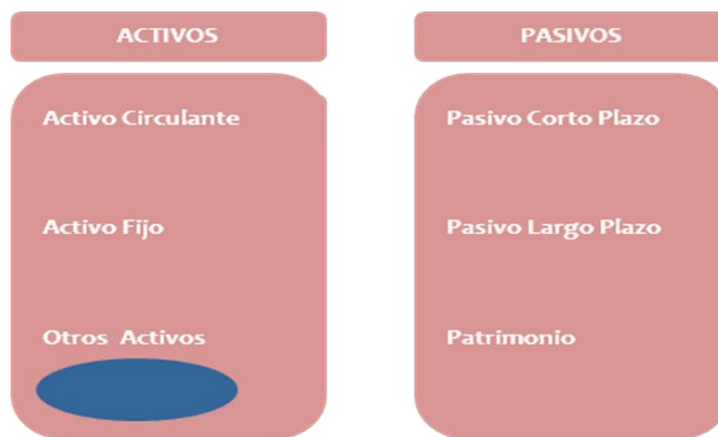 ACTIVOS
Activo Circulante
Activo Fijo
Otros Activos
PASIVOS
Pasivo Corto Plazo
Pasivo Largo Plazo
Patrimonio